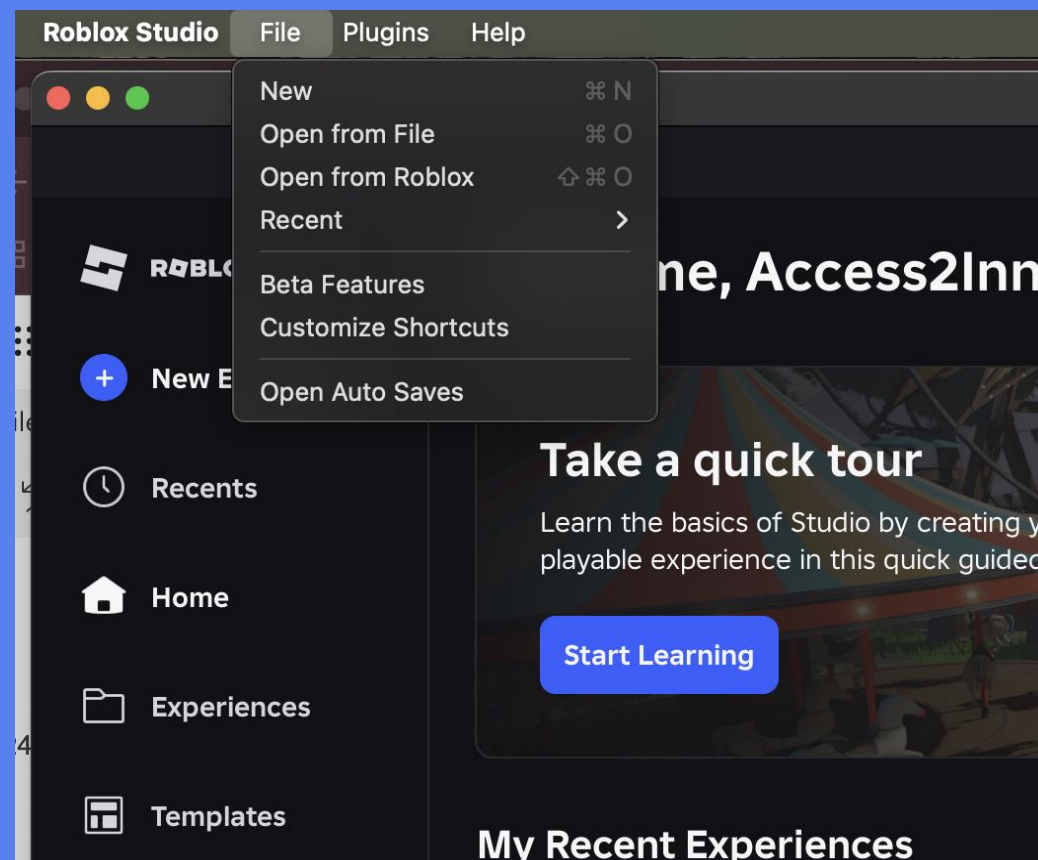 Roblox Studio File Plugins Help
New ⌘ N
Open from File ⌘ O
Open from Roblox ⇧ ⌘ O
Recent
Beta Features
Customize Shortcuts
Open Auto Saves
New
Recents
Home
Experiences
Templates
Access2Inn
Take a quick tour
Learn the basics of Studio by creating
playable experience in this quick guided
Start Learning
My Recent Experiences